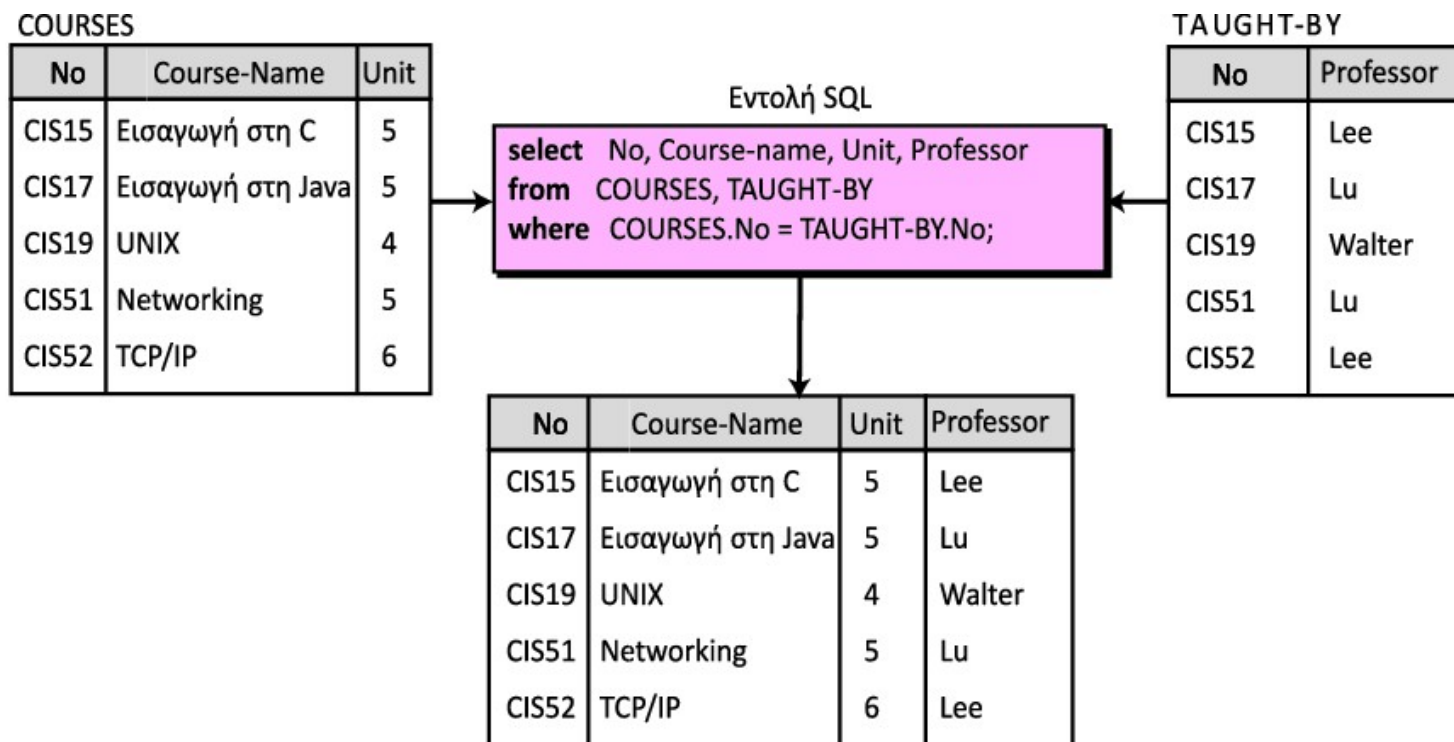 COURSES
No Course-Name Unit
CIS15 Εισαγωγή στη C 5
CIS17 Εισαγωγή στη Java 5
CIS19 UNIX 4
CIS51 Networking 5
CIS52 TCP/IP 6
Εντολή SQL
select No, Course-name, Unit, Professor
from COURSES, TAUGHT-BY
where COURSES.No = TAUGHT-BY.No;
TAUGHT-BY
No Professor
CIS15 Lee
CIS17 Lu
CIS19 Walter
CIS51 Lu
CIS52 Lee
No Course-Name Unit Professor
CIS15 Εισαγωγή στη C 5 Lee
CIS17 Εισαγωγή στη Java 5 Lu
CIS19 UNIX 4 Walter
CIS51 Networking 5 Lu
CIS52 TCP/IP 6 Lee